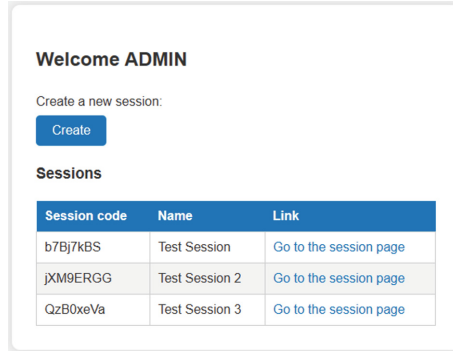 Welcome ADMIN
Create a new session:
Create
Sessions
Session code Name Link
b7Bj7kBS Test Session Go to the session page
jXM9ERGG Test Session 2 Go to the session page
QzB0xeVa Test Session 3 Go to the session page